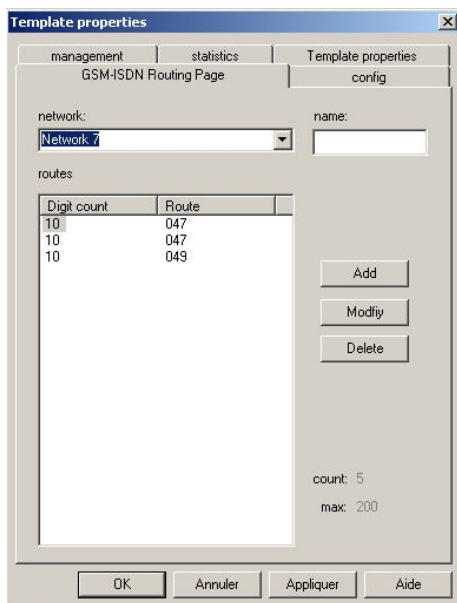 Template properties
management statistics Template properties
GSM-ISDN Routing Page config
network: name:
Network 7
routes
Digit count Route
10 047
10 047
10 049
Add
Modfiy
Delete
count: 5
max: 200
OK Annuler Appliquer Aide